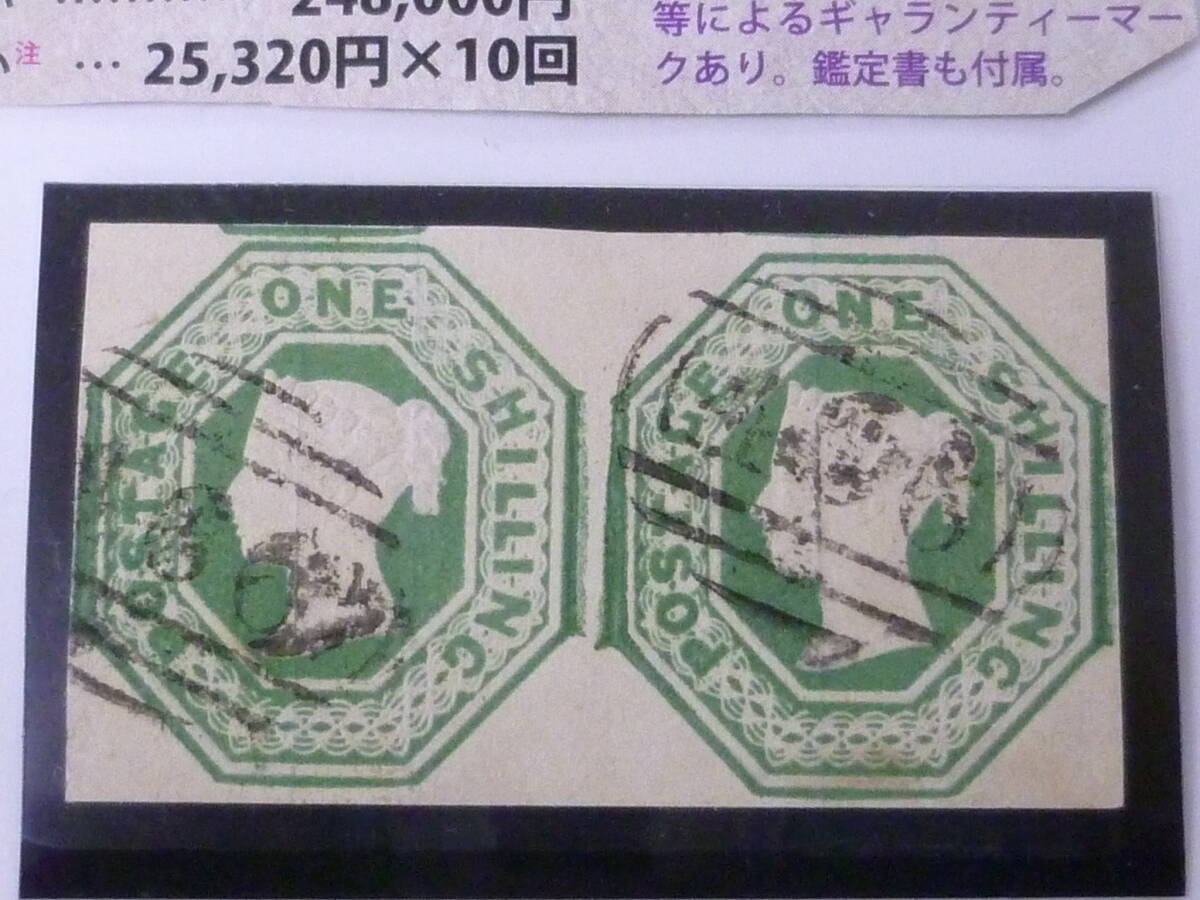 248,000円
注 … 25,320円×10回
等によるギャランティーマー
クあり。鑑定書も付属。
ONE SHILLING
POSTAGE
ONE SHILLING
POSTAGE